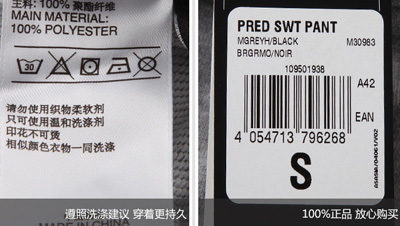 主料: 100% 聚酯纤维
MAIN MATERIAL:
100% POLYESTER
30
请勿使用织物柔软剂
只可使用温和洗涤剂
印花不可烫
相似颜色衣物一同洗涤
MADE IN CHINA
遵照洗涤建议 穿着更持久
PRED SWT PANT
MGREYH/BLACK M30983
BRGRMO/NOIR
109501938
A42
EAN
4 054713 796268
S
100%正品 放心购买